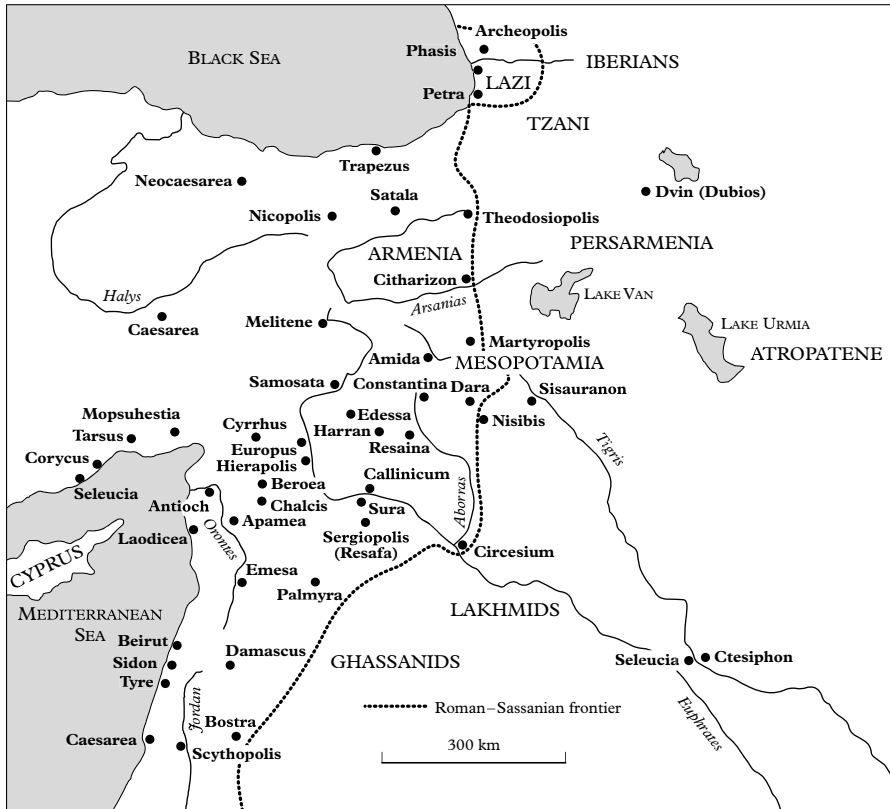 Archeopolis
Phasis
BLACK SEA
IBERIANS
LAZI
Petra
TZANI
Trapezus
Neocaesarea
Dvin (Dubios)
Satala
Nicopolis
Theodosiopolis
ARMENIA
PERSARMENIA
Citharizon
Halys
Arsanias
LAKE VAN
Caesarea
Melitene
LAKE URMIA
Martyropolis
ATROPATENE
Amida
MESOPOTAMIA
Samosata
Constantina
Dara
Sisauranon
Mopsuhestia
Edessa
Tarsus
Cyrrhus
Harran
Nisibis
Europus
Resaina
Tigris
Corycus
Hierapolis
Callinicum
Seleucia
Beroea
Aborras
Antioch
Chalcis
Sura
Orontes
Apamea
Laodicea
Sergiopolis
(Resafa)
Circesium
CYPRUS
Emesa
Palmyra
LAKHMIDS
MEDITERRANEAN
SEA
Beirut
Damascus
GHASSANIDS
Sidon
Seleucia
Ctesiphon
Tyre
Jordan
Roman–Sassanian frontier
Euphrates
Bostra
Caesarea
Scythopolis
300 km